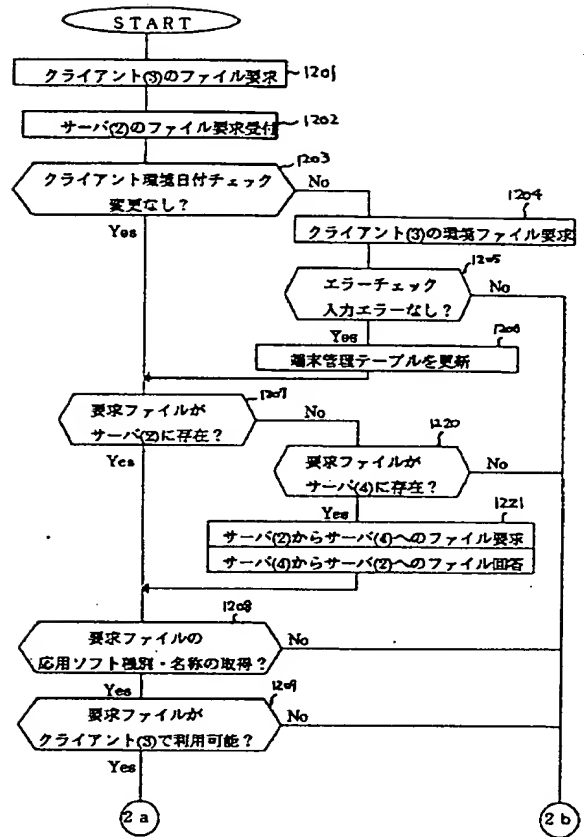 START
クライアント(3)のファイル要求
1201
サーバ(2)のファイル要求受付
1202
クライアント環境日付チェック
変更なし?
1203
No
Yes
クライアント(3)の環境ファイル要求
1204
エラーチェック
入力エラーなし?
1205
No
Yes
端末管理テーブルを更新
1206
要求ファイルが
サーバ(2)に存在?
1207
No
Yes
要求ファイルが
サーバ(4)に存在?
1220
No
Yes
サーバ(2)からサーバ(4)へのファイル要求
サーバ(4)からサーバ(2)へのファイル回答
1221
要求ファイルの
応用ソフト種別・名称の取得?
1208
No
Yes
要求ファイルが
クライアント(3)で利用可能?
1209
No
Yes
2a
2b